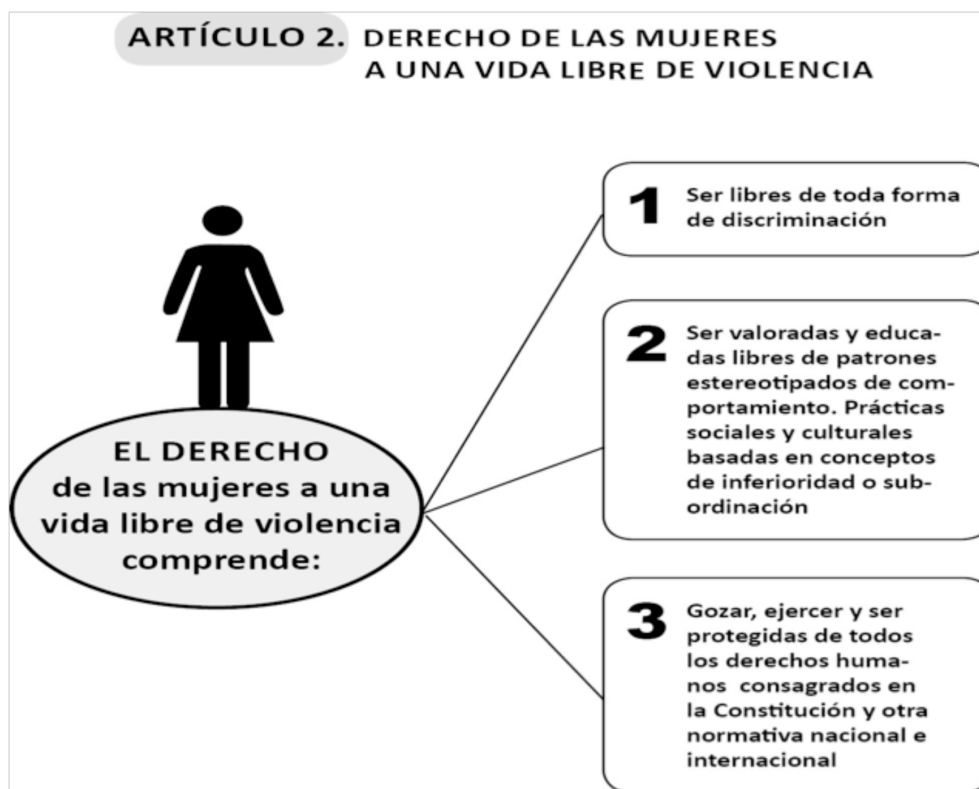 ARTÍCULO 2. DERECHO DE LAS MUJERES
A UNA VIDA LIBRE DE VIOLENCIA
EL DERECHO
de las mujeres a una
vida libre de violencia
comprende:
1 Ser libres de toda forma
de discriminación
2 Ser valoradas y educa-
das libres de patrones
estereotipados de com-
portamiento. Prácticas
sociales y culturales
basadas en conceptos
de inferioridad o sub-
ordinación
3 Gozar, ejercer y ser
protegidas de todos
los derechos huma-
nos consagrados en
la Constitución y otra
normativa nacional e
internacional